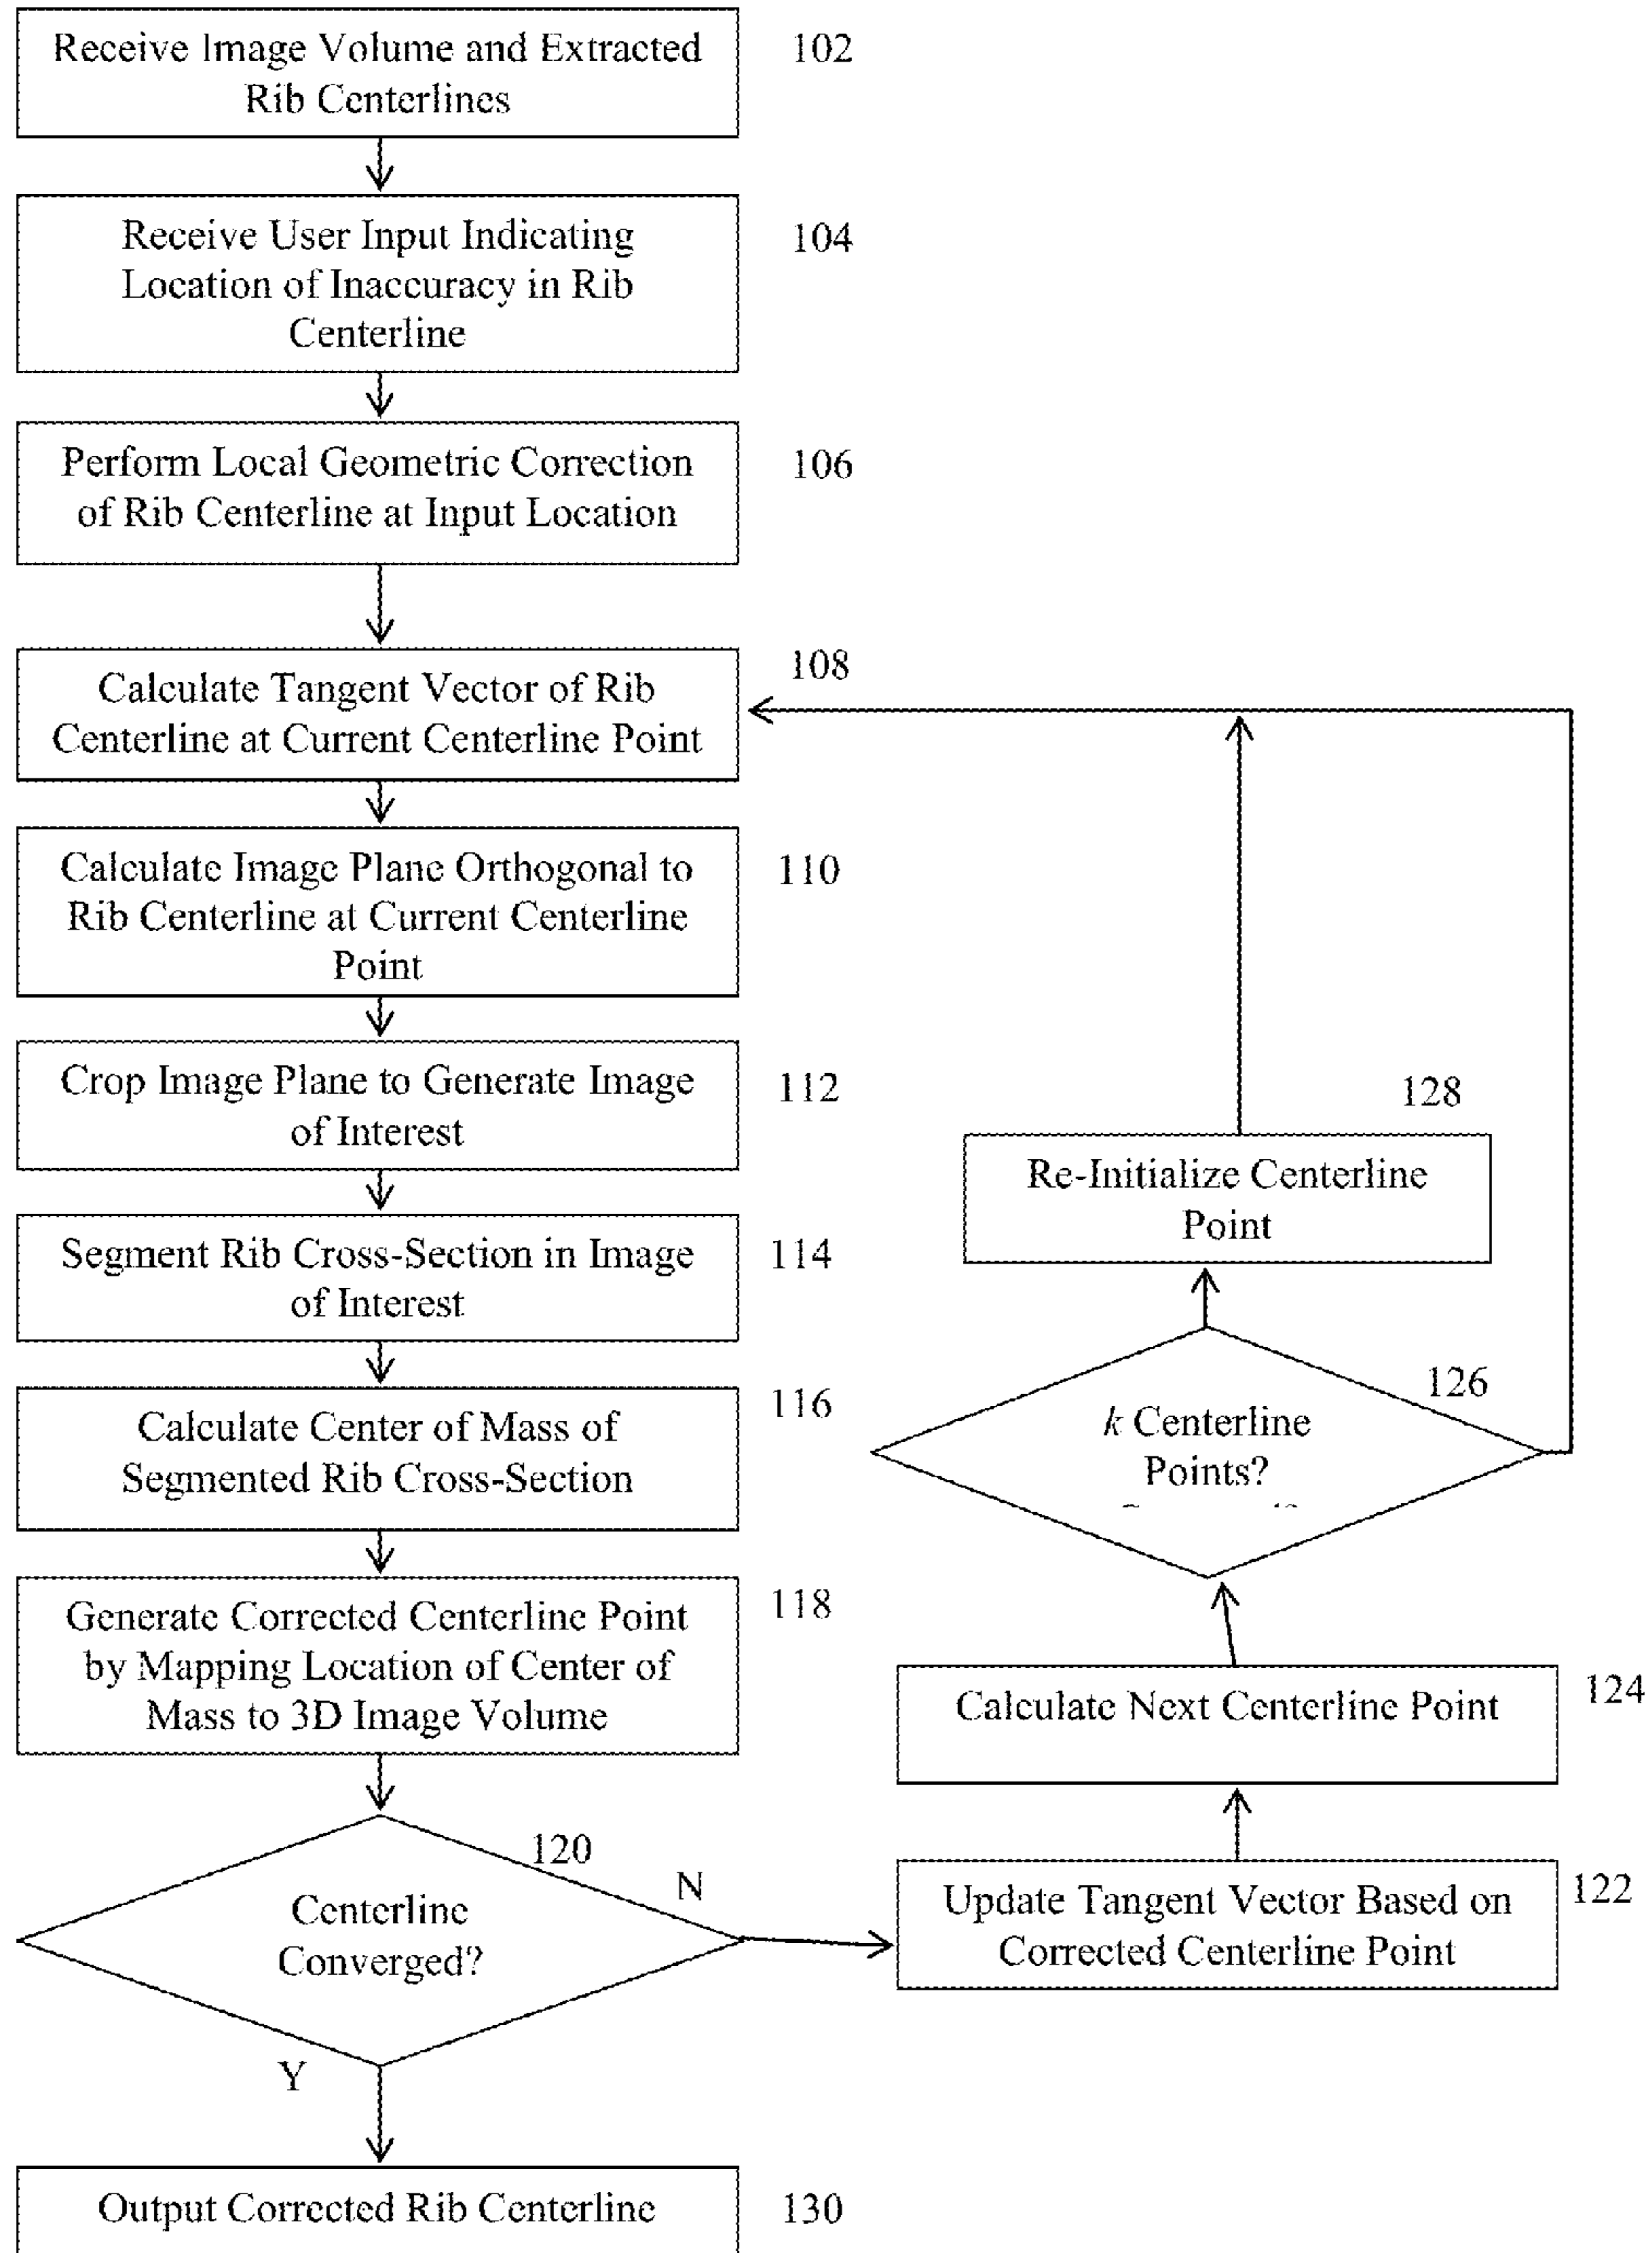 Receive Image Volume and Extracted
Rib Centerlines
102
Receive User Input Indicating
Location of Inaccuracy in Rib
Centerline
104
Perform Local Geometric Correction
of Rib Centerline at Input Location
106
Calculate Tangent Vector of Rib
Centerline at Current Centerline Point
108
Calculate Image Plane Orthogonal to
Rib Centerline at Current Centerline
Point
110
Crop Image Plane to Generate Image
of Interest
112
Segment Rib Cross-Section in Image
of Interest
114
Calculate Center of Mass of
Segmented Rib Cross-Section
116
Generate Corrected Centerline Point
by Mapping Location of Center of
Mass to 3D Image Volume
118
120
Centerline
Converged?
N
Y
Update Tangent Vector Based on
Corrected Centerline Point
122
Calculate Next Centerline Point
124
126
k Centerline
Points?
128
Re-Initialize Centerline
Point
Output Corrected Rib Centerline
130